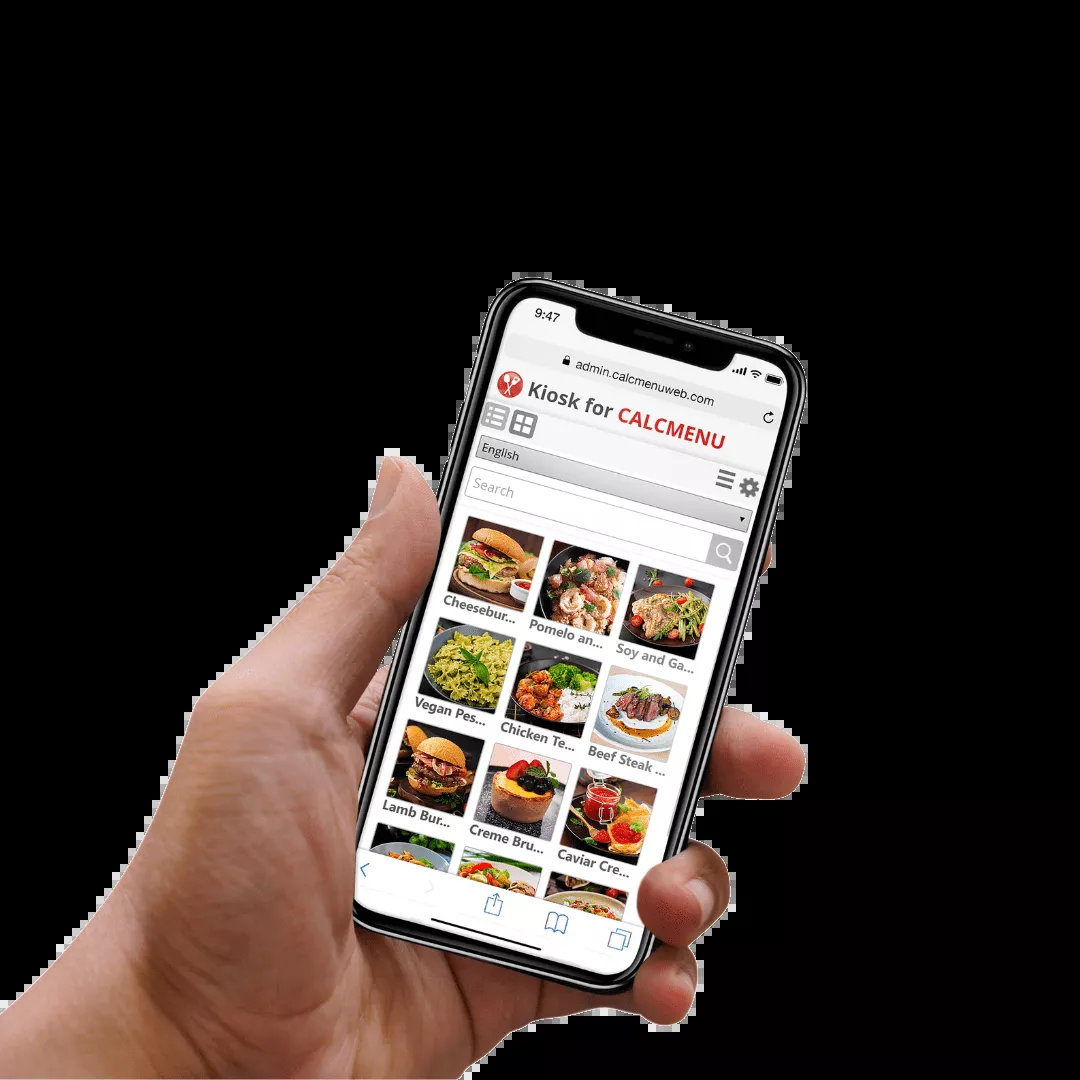 9:47
admin.calcmenuweb.com
Kiosk for CALCMENU
English
Search
Cheesebur...
Pomelo an...
Soy and Ga...
Vegan Pes...
Chicken Te...
Beef Steak ...
Lamb Bur...
Creme Bru...
Caviar Cre...